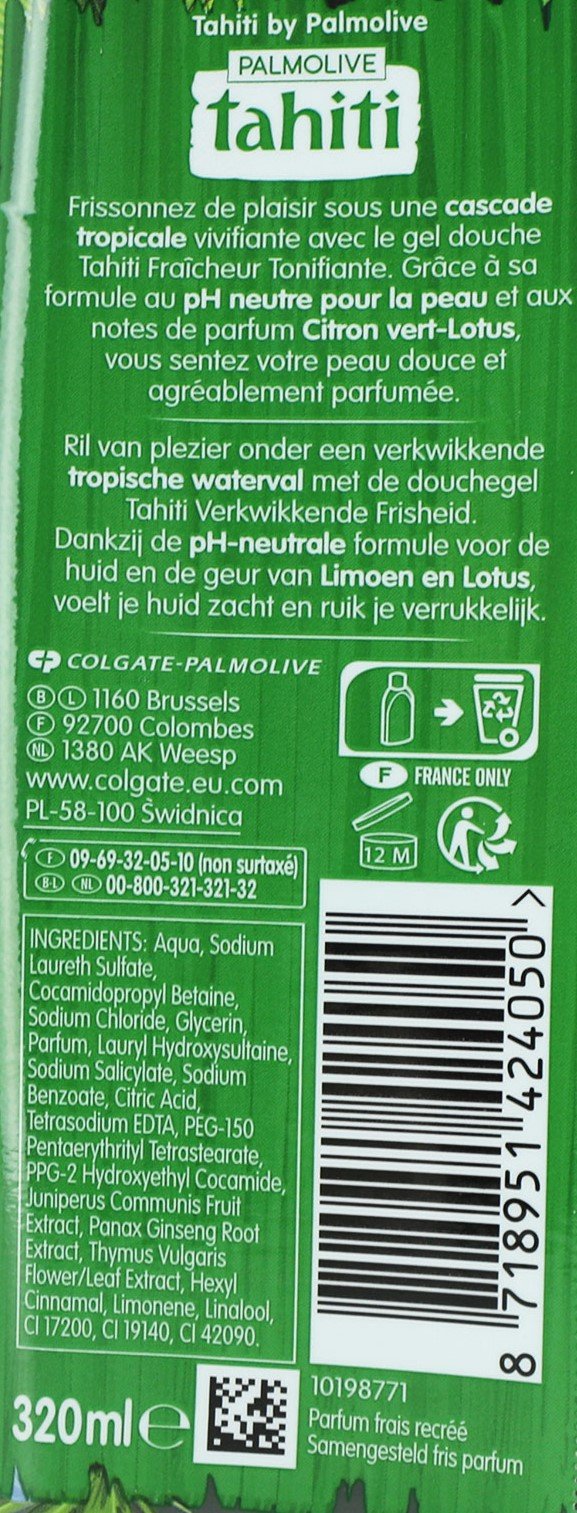 Tahiti by Palmolive
PALMOLIVE
tahiti
Frissonnez de plaisir sous une cascade
tropicale vivifiante avec le gel douche
Tahiti Fraîcheur Tonifiante. Grâce à sa
formule au pH neutre pour la peau et aux
notes de parfum Citron vert-Lotus,
vous sentez votre peau douce et
agréablement parfumée.
Ril van plezier onder een verkwikkende
tropische waterval met de douchegel
Tahiti Verkwikkende Frisheid.
Dankzij de pH-neutrale formule voor de
huid en de geur van Limoen en Lotus,
voelt je huid zacht en ruik je verrukkelijk.
CP COLGATE-PALMOLIVE
B L 1160 Brussels
F 92700 Colombes
NL 1380 AK Weesp
www.colgate.eu.com
PL-58-100 Świdnica
F FRANCE ONLY
12 M
F 09-69-32-05-10 (non surtaxé)
B-L NL 00-800-321-321-32
INGREDIENTS: Aqua, Sodium
Laureth Sulfate,
Cocamidopropyl Betaine,
Sodium Chloride, Glycerin,
Parfum, Lauryl Hydroxysultaine,
Sodium Salicylate, Sodium
Benzoate, Citric Acid,
Tetrasodium EDTA, PEG-150
Pentaerythrityl Tetrastearate,
PPG-2 Hydroxyethyl Cocamide,
Juniperus Communis Fruit
Extract, Panax Ginseng Root
Extract, Thymus Vulgaris
Flower/Leaf Extract, Hexyl
Cinnamal, Limonene, Linalool,
CI 17200, CI 19140, CI 42090.
8 718951 424050 >
320ml e
10198771
Parfum frais recréé
Samengesteld fris parfum